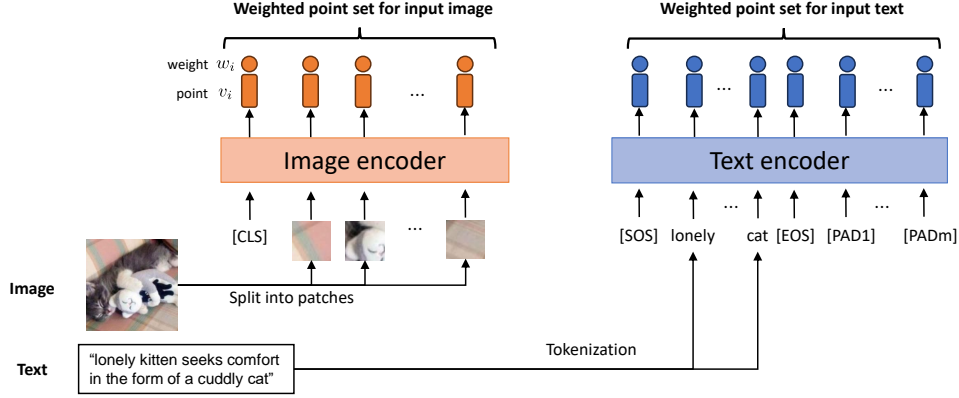 Weighted point set for input image
Weighted point set for input text
weight w_i
point v_i
...
...
...
Image encoder
Text encoder
...
...
...
[CLS]
[SOS] lonely cat [EOS] [PAD1] [PADm]
Image
Split into patches
Tokenization
Text
"lonely kitten seeks comfort
in the form of a cuddly cat"